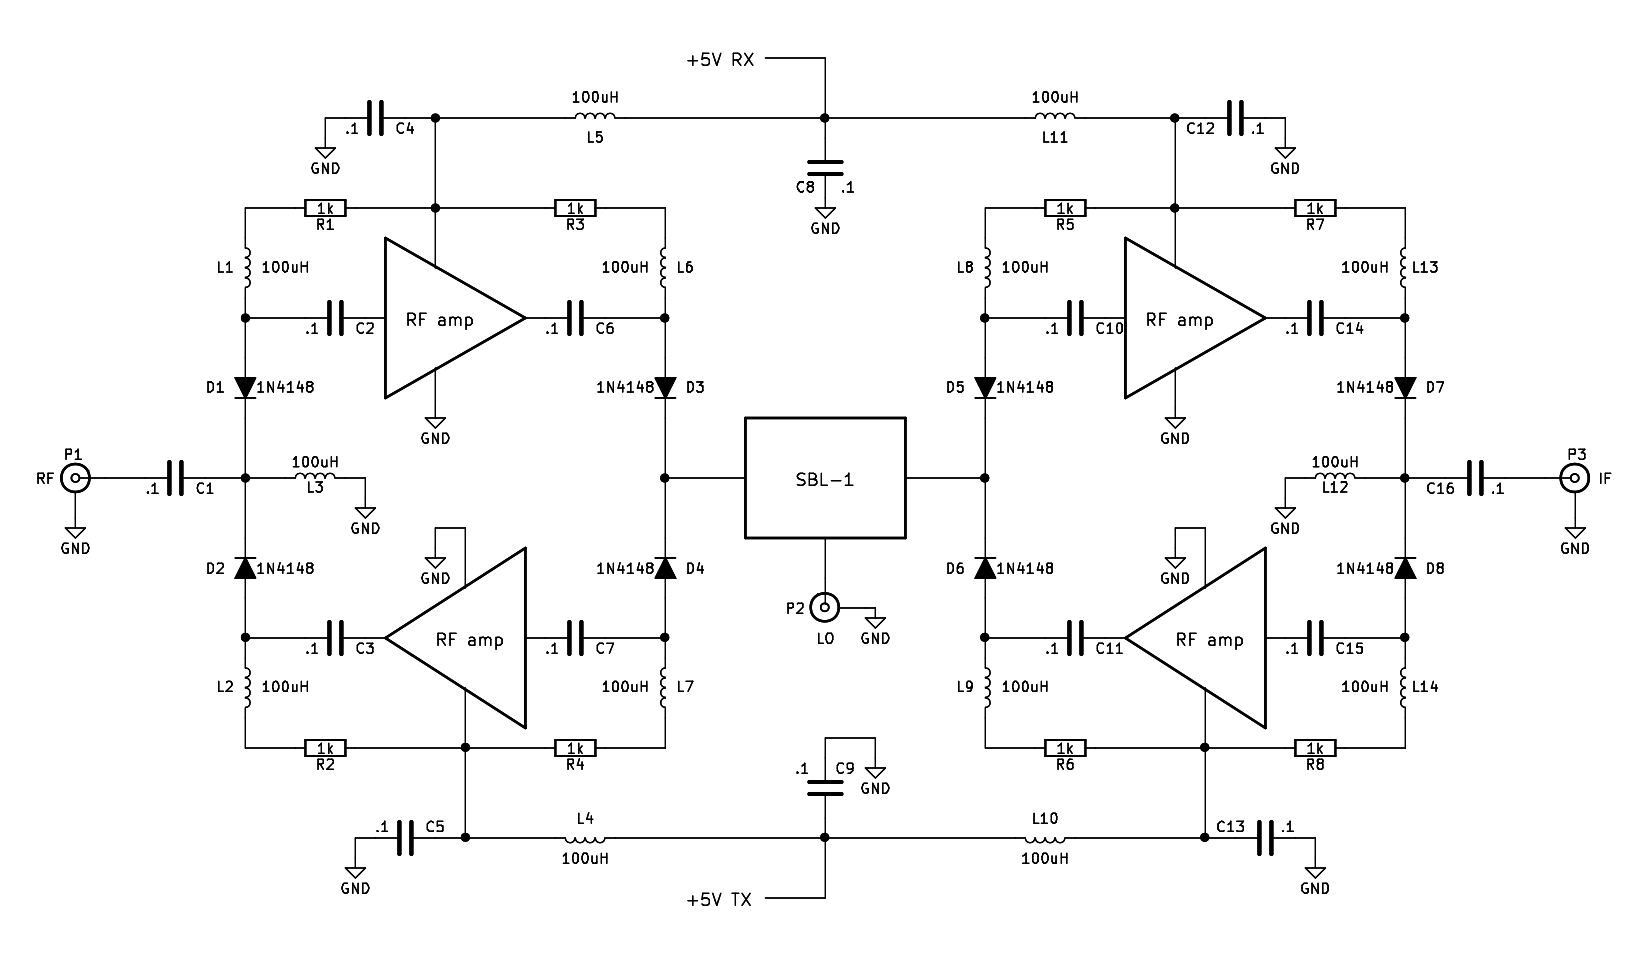 +5V RX
100uH
100uH
.1 C4
L5
L11
C12 .1
GND
GND
C8 .1
GND
1k
R1
1k
R3
1k
R5
1k
R7
L1 100uH
100uH L6
L8 100uH
100uH L13
RF amp
RF amp
.1 C2
.1 C6
.1 C10
.1 C14
D1 1N4148
1N4148 D3
D5 1N4148
1N4148 D7
GND
GND
P1
100uH
100uH
P3
RF
SBL-1
IF
.1 C1
L3
L12
C16 .1
GND
GND
GND
GND
D2 1N4148
GND
1N4148 D4
D6 1N4148
GND
1N4148 D8
P2
LO
GND
RF amp
RF amp
.1 C3
.1 C7
.1 C11
.1 C15
L2 100uH
100uH L7
L9 100uH
100uH L14
1k
R2
1k
R4
1k
R6
1k
R8
.1 C9
GND
.1 C5
L4
L10
C13 .1
100uH
100uH
GND
GND
+5V TX